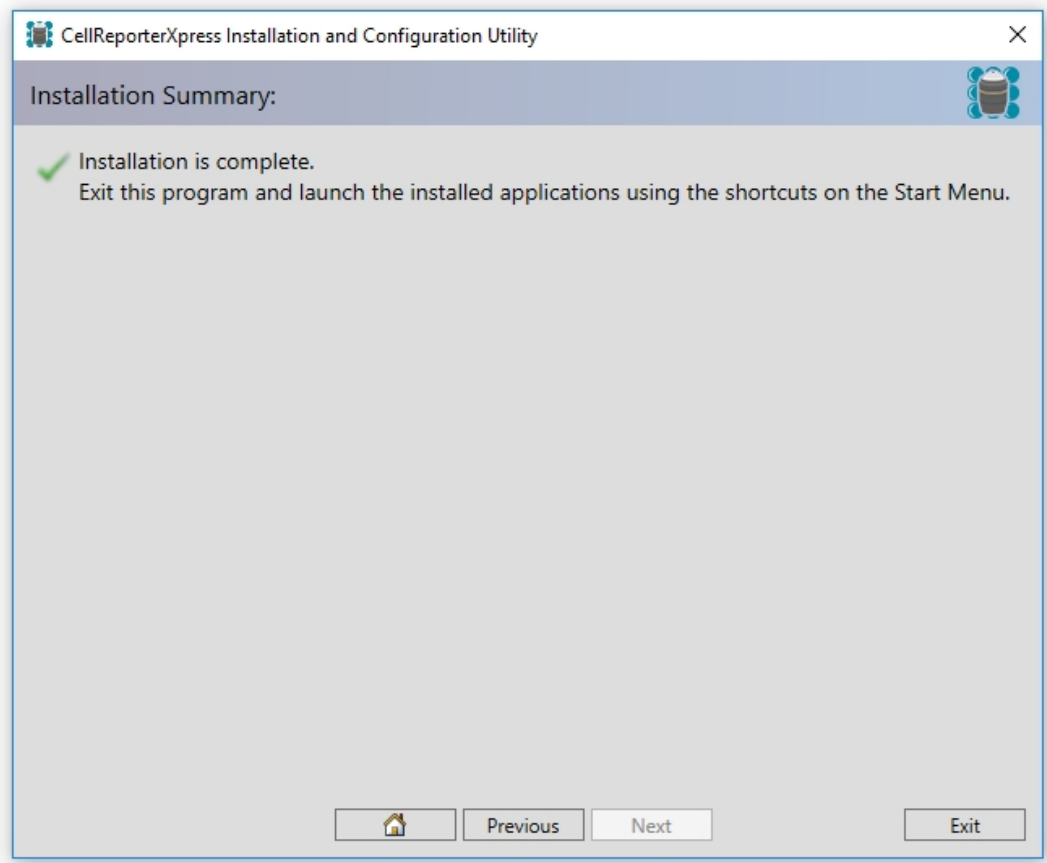 CellReporterXpress Installation and Configuration Utility
Installation Summary:
Installation is complete.
Exit this program and launch the installed applications using the shortcuts on the Start Menu.
Previous
Next
Exit